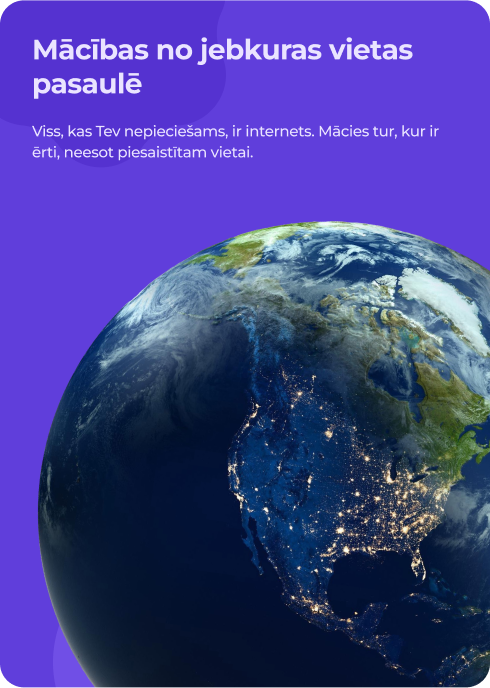 Mācības no jebkuras vietas
pasaulē
Viss, kas Tev nepieciešams, ir internets. Mācies tur, kur ir
ērti, neesot piesaistītam vietai.